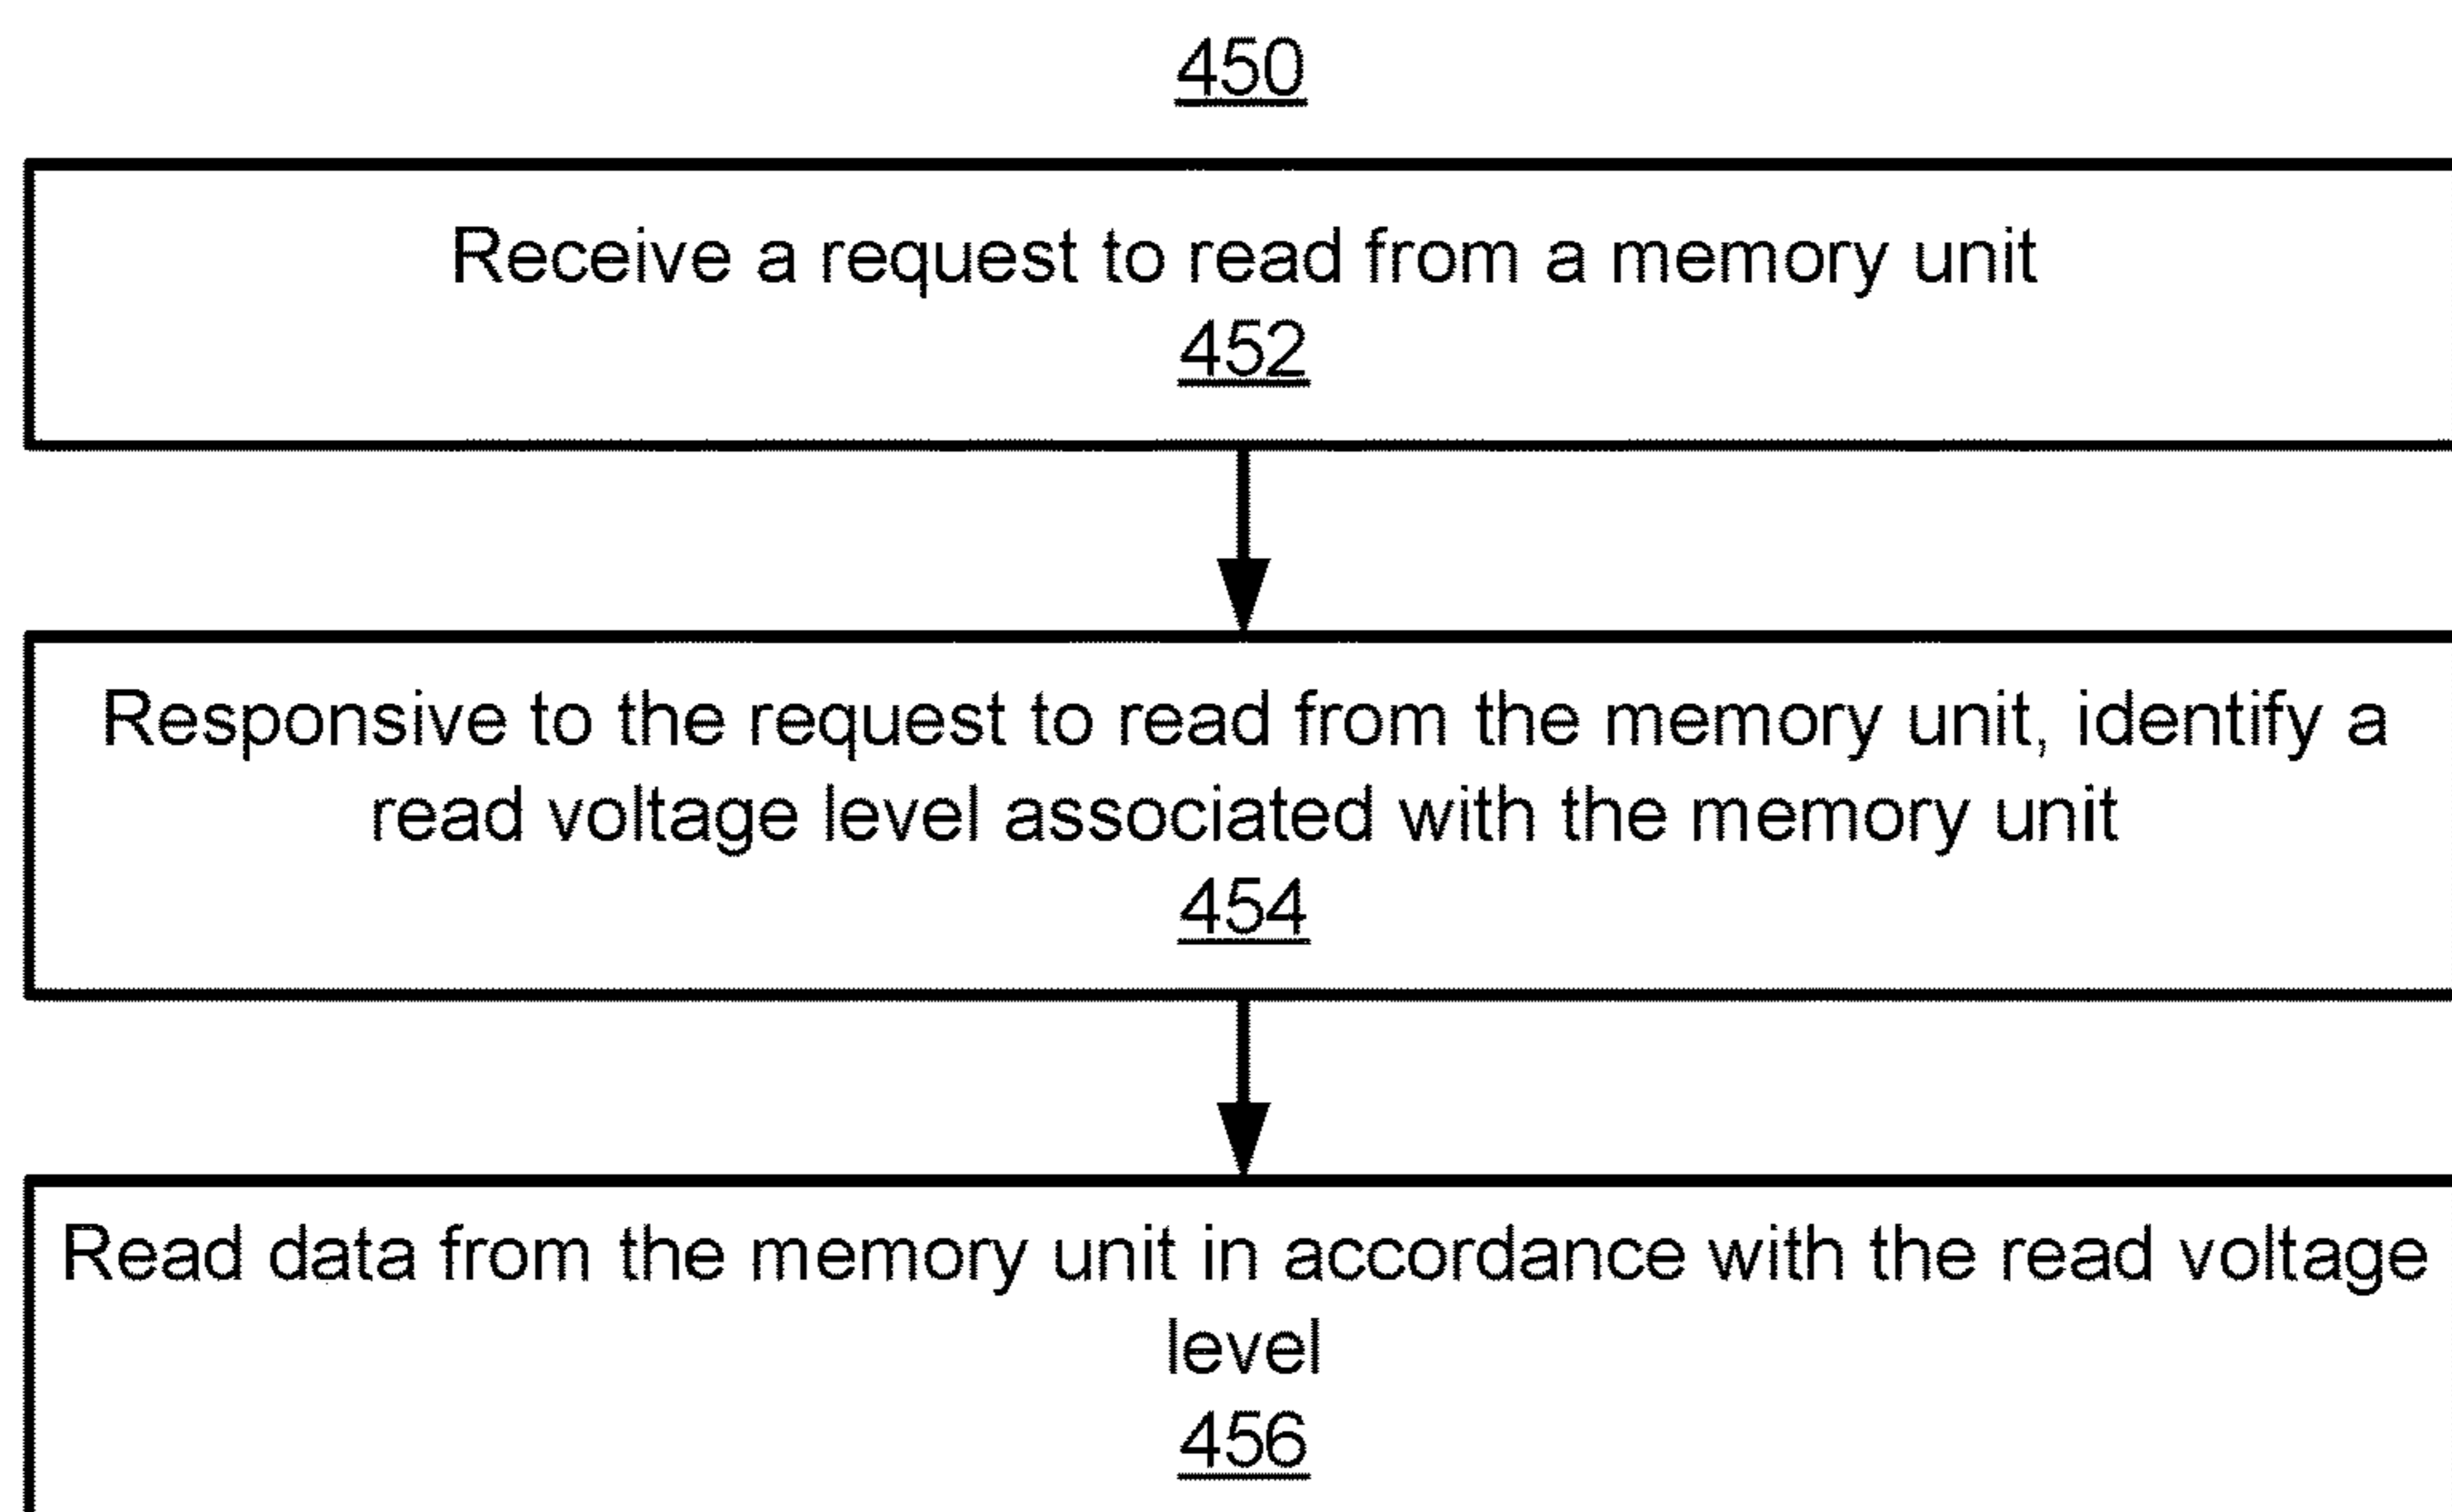 450
Receive a request to read from a memory unit
452
Responsive to the request to read from the memory unit, identify a
read voltage level associated with the memory unit
454
Read data from the memory unit in accordance with the read voltage
level
456